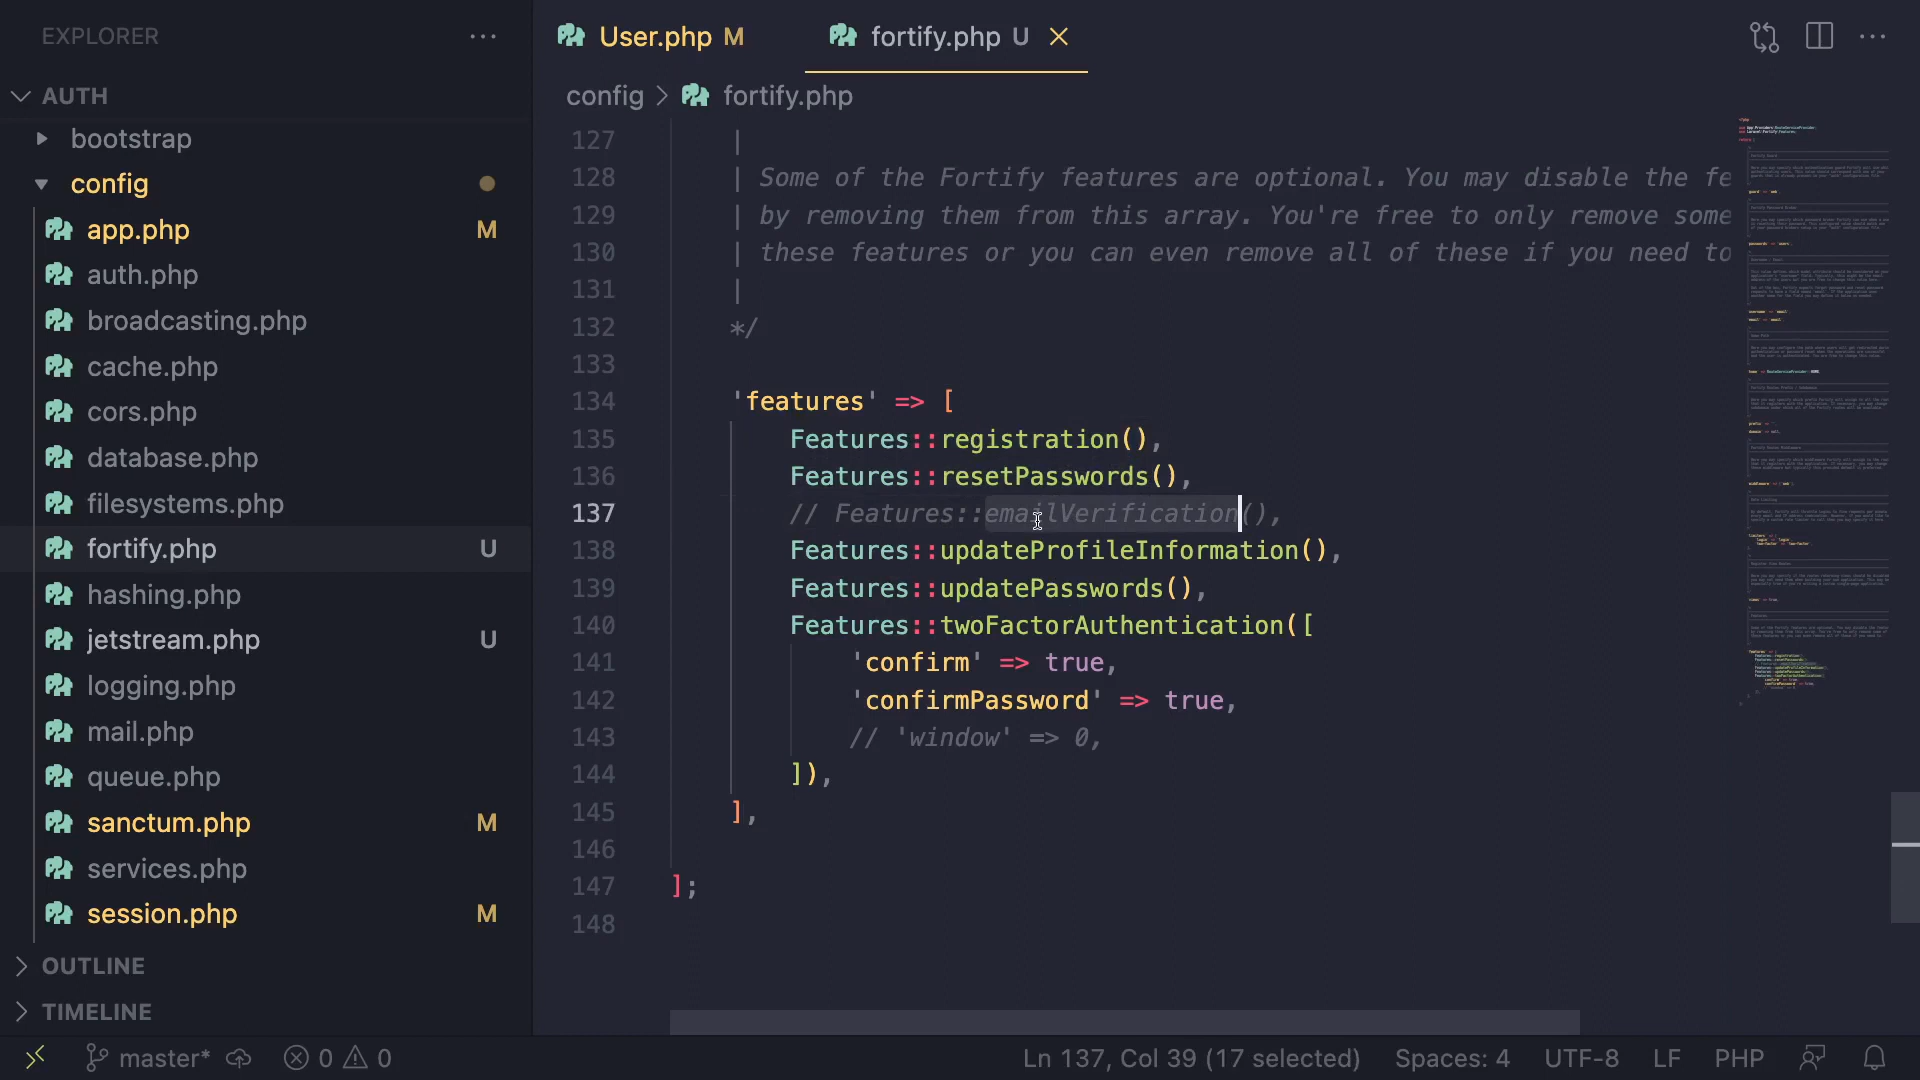 EXPLORER
AUTH
bootstrap
config
app.php M
auth.php
broadcasting.php
cache.php
cors.php
database.php
filesystems.php
fortify.php U
hashing.php
jetstream.php U
logging.php
mail.php
queue.php
sanctum.php M
services.php
session.php M
OUTLINE
TIMELINE
User.php M
fortify.php U
config > fortify.php
127 |
128 | Some of the Fortify features are optional. You may disable the fe
129 | by removing them from this array. You're free to only remove some
130 | these features or you can even remove all of these if you need to
131 |
132 */
133
134 'features' => [
135 Features::registration(),
136 Features::resetPasswords(),
137 // Features::emailVerification(),
138 Features::updateProfileInformation(),
139 Features::updatePasswords(),
140 Features::twoFactorAuthentication([
141 'confirm' => true,
142 'confirmPassword' => true,
143 // 'window' => 0,
144 ]),
145 ],
146
147 ];
148
master* 0 0 Ln 137, Col 39 (17 selected) Spaces: 4 UTF-8 LF PHP